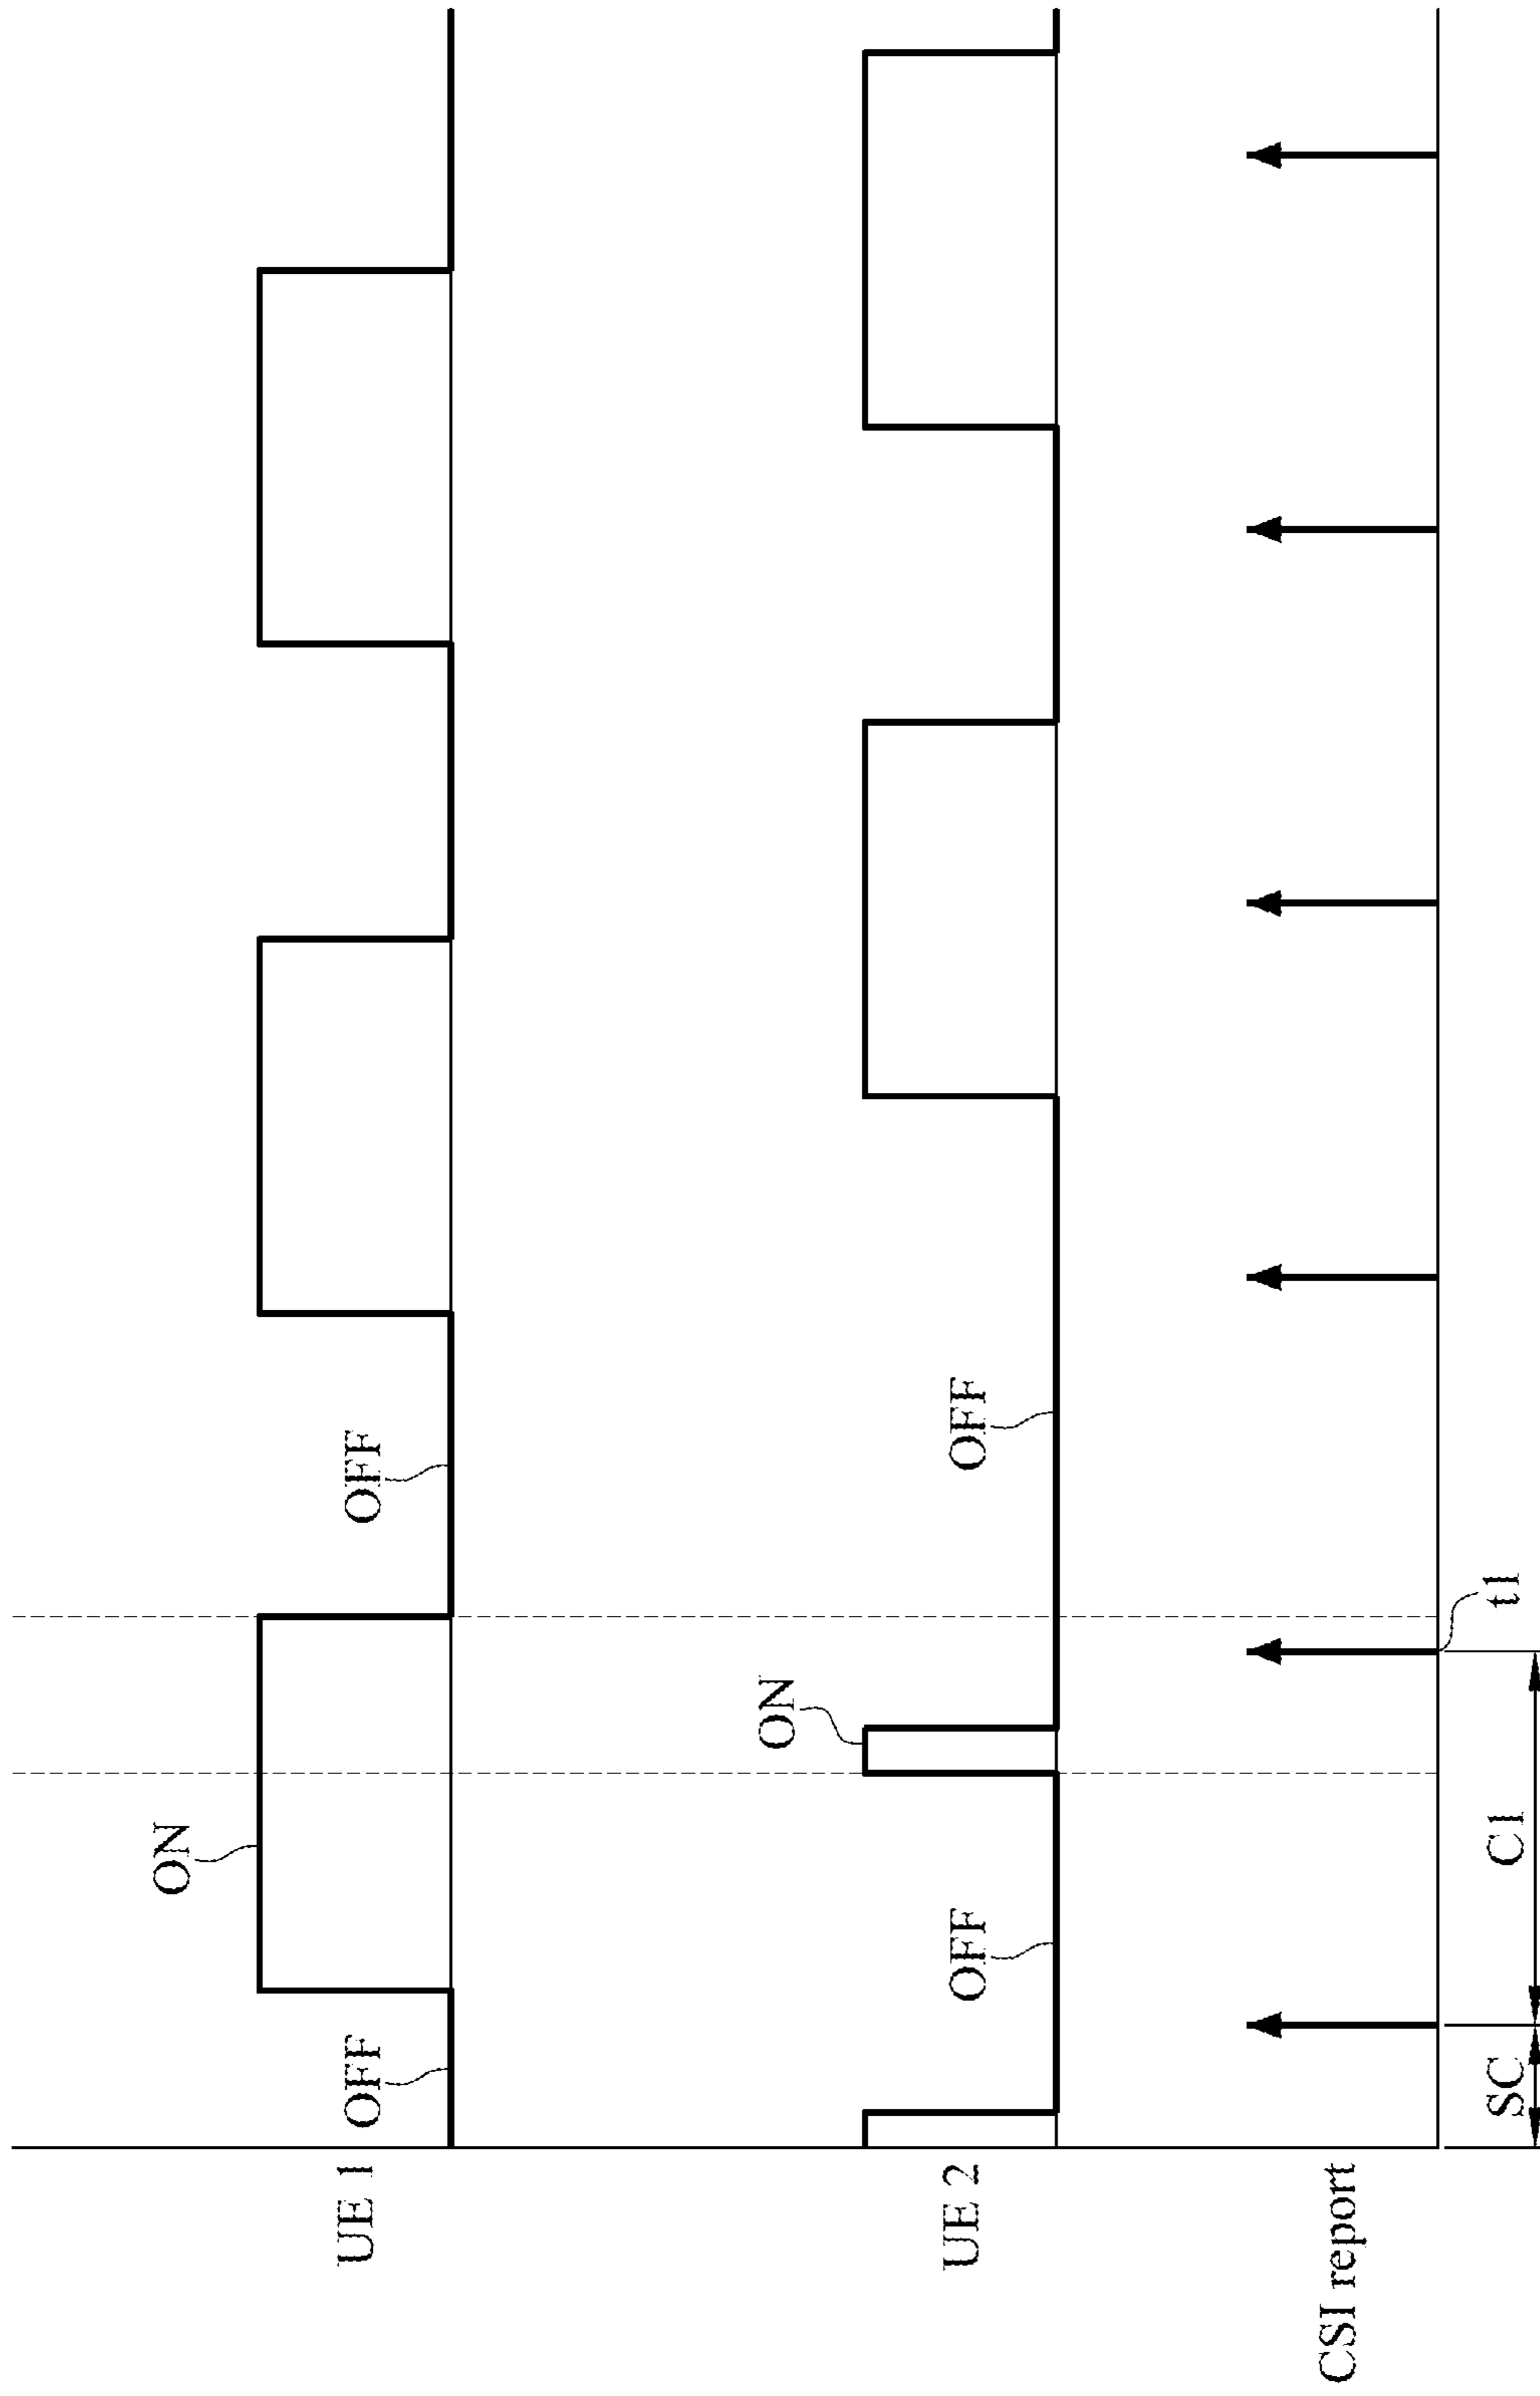 UE 1
OFF
ON
OFF
UE 2
OFF
ON
OFF
CSI report
SC
C1
t1